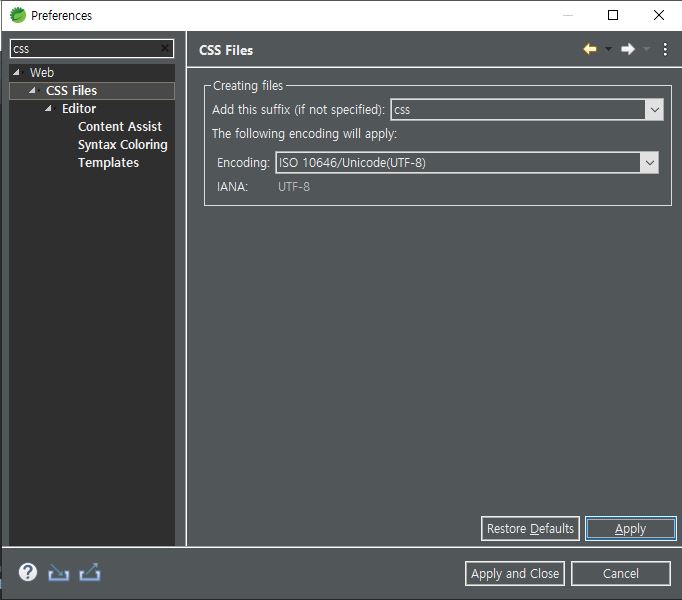 Preferences
css
Web
CSS Files
Editor
Content Assist
Syntax Coloring
Templates
CSS Files
Creating files
Add this suffix (if not specified): css
The following encoding will apply:
Encoding: ISO 10646/Unicode(UTF-8)
IANA: UTF-8
Restore Defaults Apply
Apply and Close Cancel